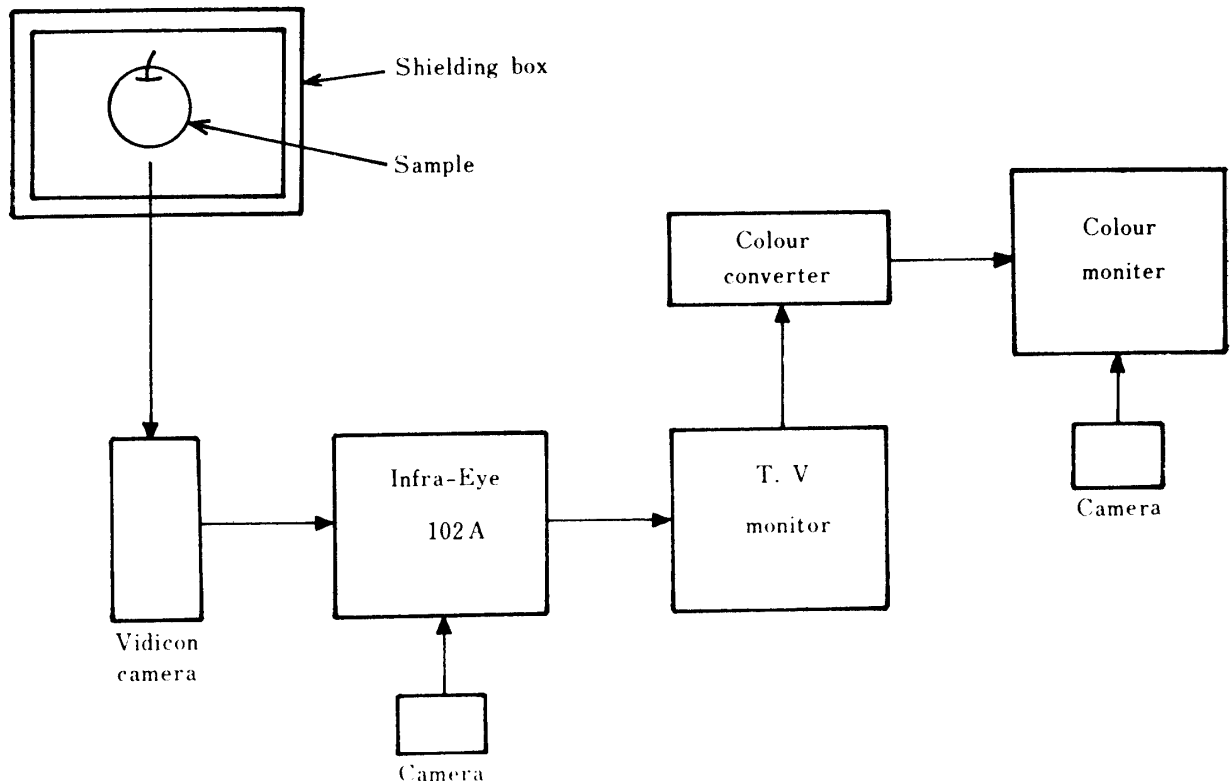 Shielding box
Sample
Colour
converter
Colour
moniter
Infra-Eye
102A
T. V
monitor
Camera
Vidicon
camera
Camera